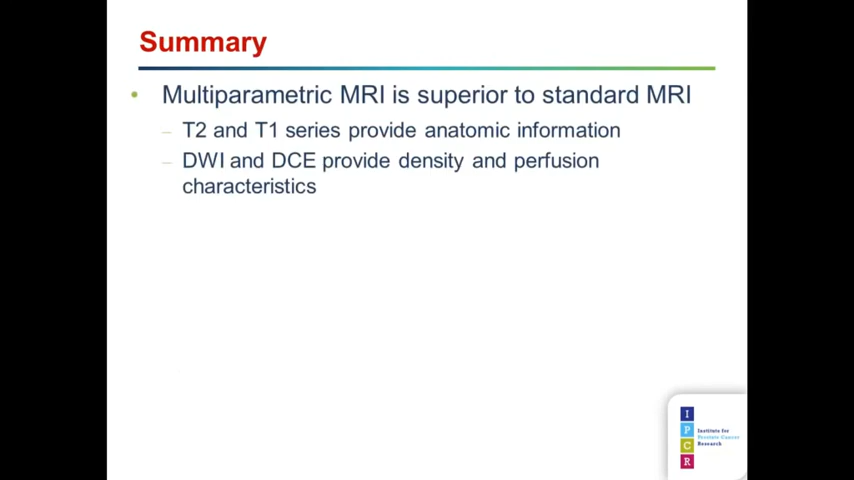 Summary
• Multiparametric MRI is superior to standard MRI
– T2 and T1 series provide anatomic information
– DWI and DCE provide density and perfusion
characteristics
I
P
C
R
Institute for
Prostate Cancer
Research